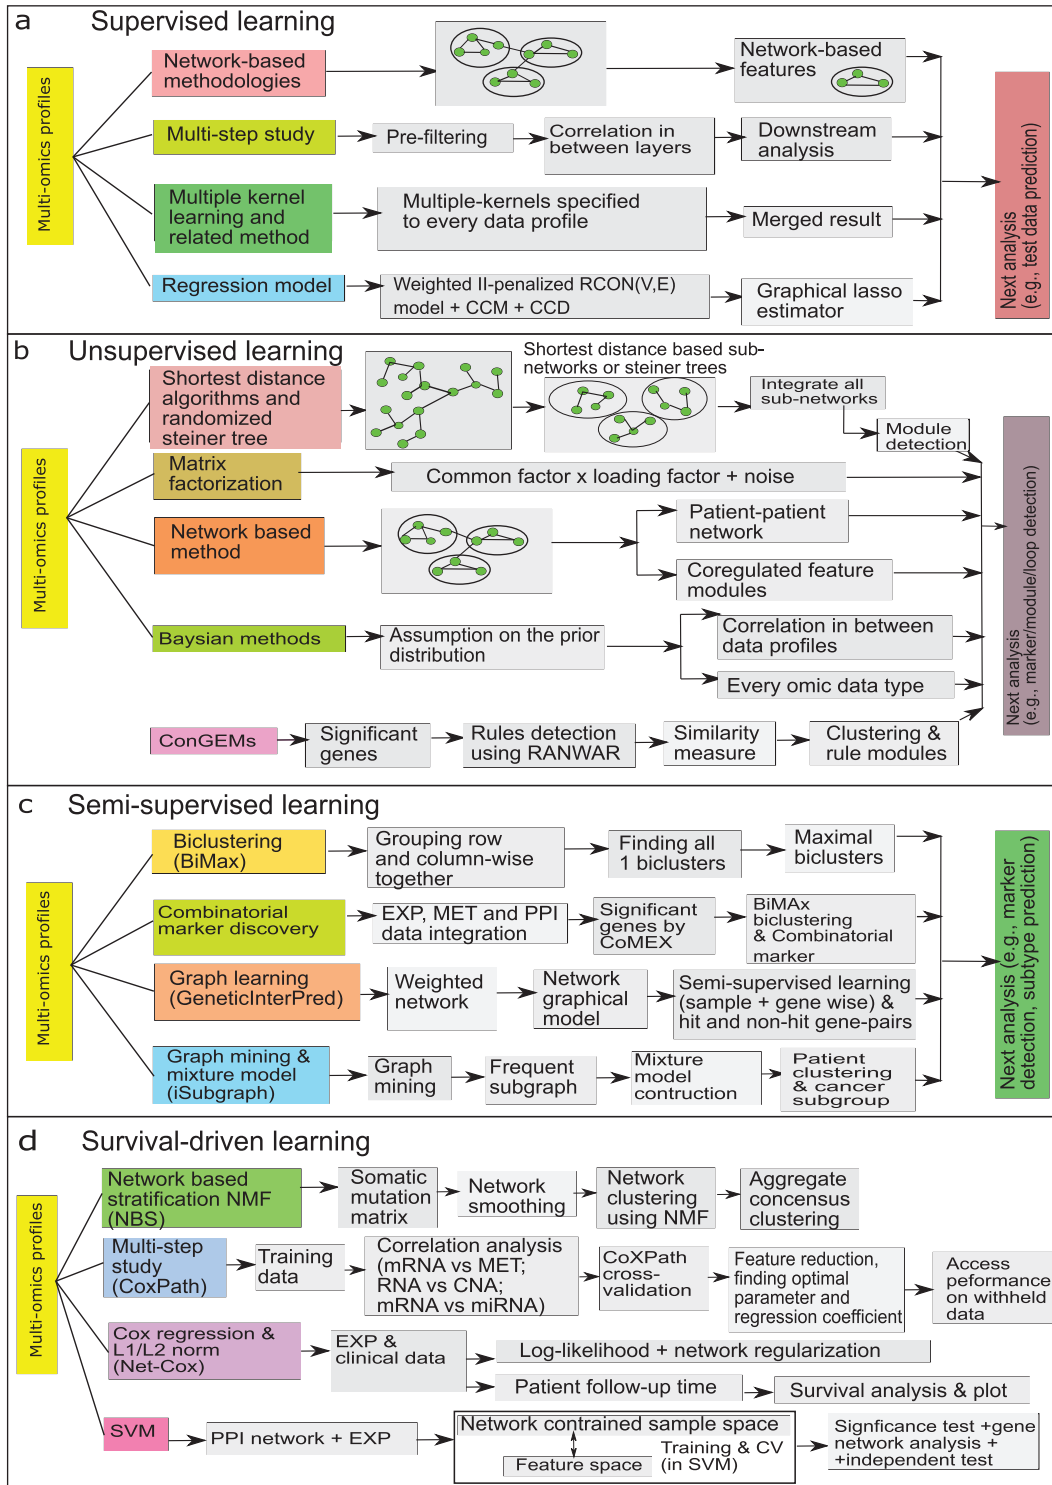 a Supervised learning
Multi-omics profiles
Network-based
methodologies
Network-based
features
Multi-step study
Pre-filtering
Correlation in
between layers
Downstream
analysis
Multiple kernel
learning and
related method
Multiple-kernels specified
to every data profile
Merged result
Regression model
Weighted II-penalized RCON(V,E)
model + CCM + CCD
Graphical lasso
estimator
Next analysis
(e.g., test data prediction)
b Unsupervised learning
Multi-omics profiles
Shortest distance
algorithms and
randomized
steiner tree
Shortest distance based sub-
networks or steiner trees
Integrate all
sub-networks
Module
detection
Matrix
factorization
Common factor x loading factor + noise
Network based
method
Patient-patient
network
Coregulated feature
modules
Baysian methods
Assumption on the prior
distribution
Correlation in between
data profiles
Every omic data type
ConGEMs
Significant
genes
Rules detection
using RANWAR
Similarity
measure
Clustering &
rule modules
Next analysis
(e.g., marker/module/loop detection)
c Semi-supervised learning
Multi-omics profiles
Biclustering
(BiMax)
Grouping row
and column-wise
together
Finding all
1 biclusters
Maximal
biclusters
Combinatorial
marker discovery
EXP, MET and PPI
data integration
Significant
genes by
CoMEX
BiMAx
biclustering
& Combinatorial
marker
Graph learning
(GeneticInterPred)
Weighted
network
Network
graphical
model
Semi-supervised learning
(sample + gene wise) &
hit and non-hit gene-pairs
Graph mining &
mixture model
(iSubgraph)
Graph
mining
Frequent
subgraph
Mixture
model
contruction
Patient
clustering
& cancer
subgroup
Next analysis (e.g., marker
detection, subtype prediction)
d Survival-driven learning
Multi-omics profiles
Network based
stratification NMF
(NBS)
Somatic
mutation
matrix
Network
smoothing
Network
clustering
using NMF
Aggregate
concensus
clustering
Multi-step
study
(CoxPath)
Training
data
Correlation analysis
(mRNA vs MET;
RNA vs CNA;
mRNA vs miRNA)
CoXPath
cross-
validation
Feature reduction,
finding optimal
parameter and
regression coefficient
Access
peformance
on withheld
data
Cox regression &
L1/L2 norm
(Net-Cox)
EXP &
clinical data
Log-likelihood + network regularization
Patient follow-up time
Survival analysis & plot
SVM
PPI network + EXP
Network contrained sample space
Feature space
Training & CV
(in SVM)
Signficance test +gene
network analysis +
+independent test